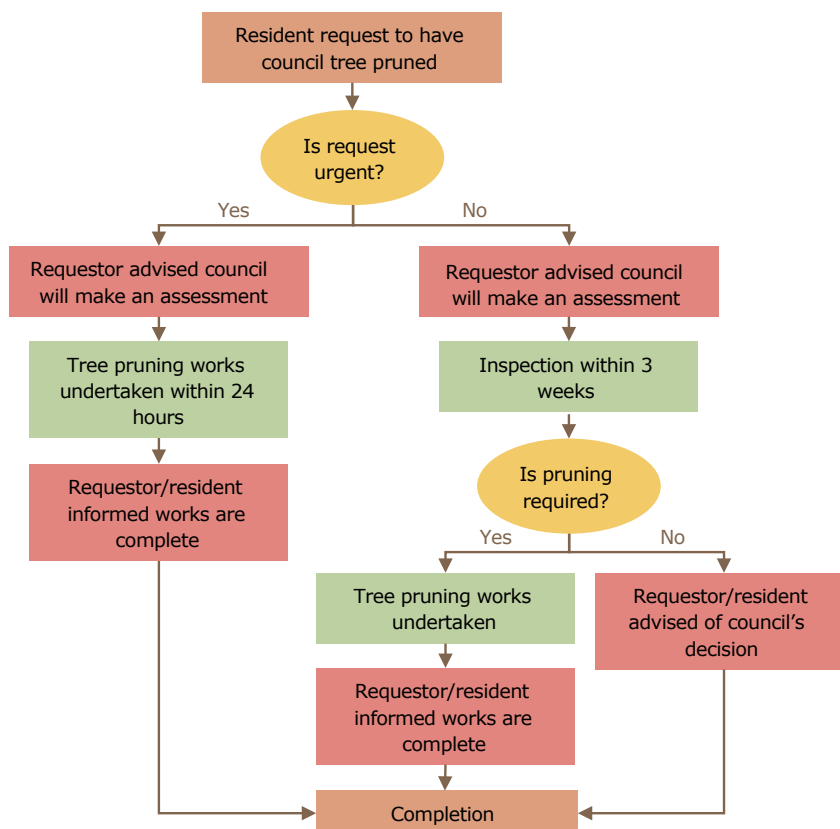 Resident request to have
council tree pruned
Is request
urgent?
Yes
No
Requestor advised council
will make an assessment
Requestor advised council
will make an assessment
Tree pruning works
undertaken within 24
hours
Inspection within 3
weeks
Requestor/resident
informed works are
complete
Is pruning
required?
Yes
No
Tree pruning works
undertaken
Requestor/resident
advised of council’s
decision
Requestor/resident
informed works are
complete
Completion